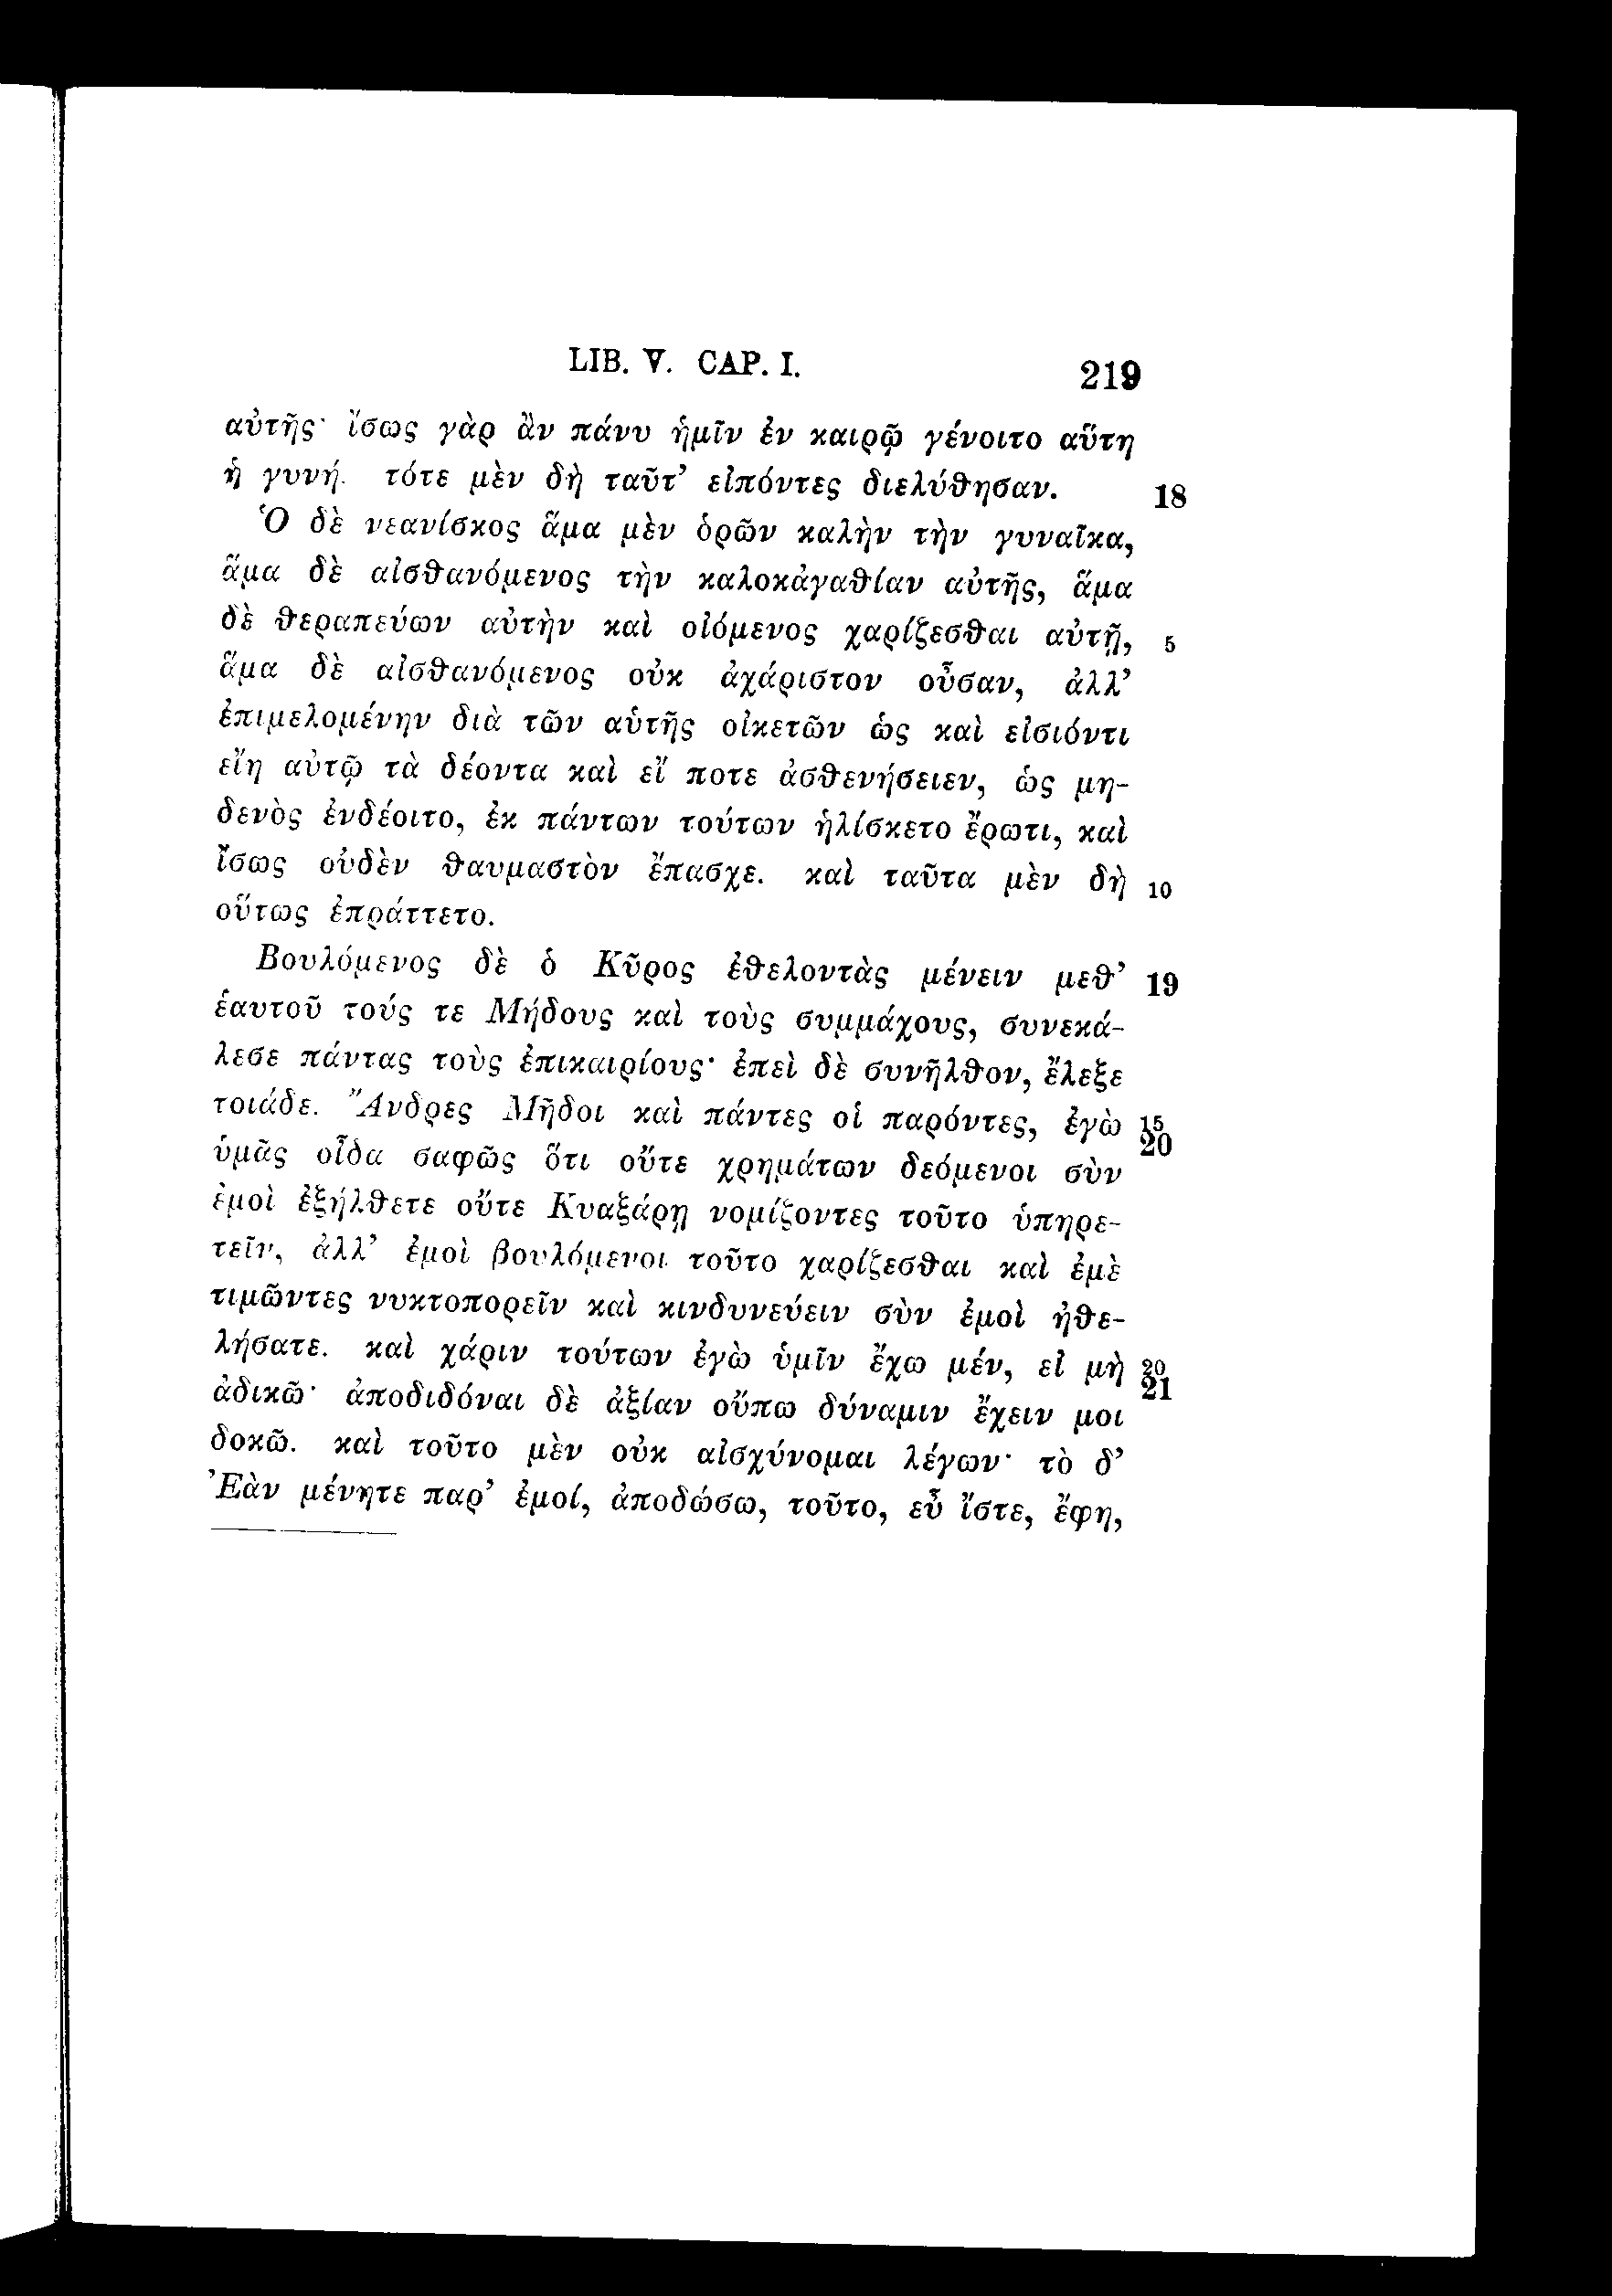 LIB. V. CAP. I. 219
αὐτῆς· ἴσως γὰρ ἂν πάνυ ἡμῖν ἐν καιρῷ γένοιτο αὕτη
ἡ γυνή. τότε μὲν δὴ ταῦτ’ εἰπόντες διελύθησαν. 18
Ὁ δὲ νεανίσκος ἅμα μὲν ὁρῶν καλὴν τὴν γυναῖκα,
ἅμα δὲ αἰσθανόμενος τὴν καλοκἀγαθίαν αὐτῆς, ἅμα
δὲ θεραπεύων αὐτὴν καὶ οἰόμενος χαρίζεσθαι αὐτῇ, 5
ἅμα δὲ αἰσθανόμενος οὐκ ἀχάριστον οὖσαν, ἀλλ’
ἐπιμελομένην διὰ τῶν αὑτῆς οἰκετῶν ὡς καὶ εἰσιόντι
εἴη αὐτῷ τὰ δέοντα καὶ εἴ ποτε ἀσθενήσειεν, ὡς μη-
δενὸς ἐνδέοιτο, ἐκ πάντων τούτων ἡλίσκετο ἔρωτι, καὶ
ἴσως οὐδὲν θαυμαστὸν ἔπασχε. καὶ ταῦτα μὲν δὴ 10
οὕτως ἐπράττετο.
Βουλόμενος δὲ ὁ Κῦρος ἐθελοντὰς μένειν μεθ’ 19
ἑαυτοῦ τούς τε Μήδους καὶ τοὺς συμμάχους, συνεκά-
λεσε πάντας τοὺς ἐπικαιρίους· ἐπεὶ δὲ συνῆλθον, ἔλεξε
τοιάδε. Ἄνδρες Μῆδοι καὶ πάντες οἱ παρόντες, ἐγὼ 15 20
ὑμᾶς οἶδα σαφῶς ὅτι οὔτε χρημάτων δεόμενοι σὺν
ἐμοὶ ἐξήλθετε οὔτε Κυαξάρῃ νομίζοντες τοῦτο ὑπηρε-
τεῖν, ἀλλ’ ἐμοὶ βουλόμενοι τοῦτο χαρίζεσθαι καὶ ἐμὲ
τιμῶντες νυκτοπορεῖν καὶ κινδυνεύειν σὺν ἐμοὶ ἠθε-
λήσατε. καὶ χάριν τούτων ἐγὼ ὑμῖν ἔχω μέν, εἰ μὴ 20 21
ἀδικῶ· ἀποδιδόναι δὲ ἀξίαν οὔπω δύναμιν ἔχειν μοι
δοκῶ. καὶ τοῦτο μὲν οὐκ αἰσχύνομαι λέγων· τὸ δ’
Ἐὰν μένητε παρ’ ἐμοί, ἀποδώσω, τοῦτο, εὖ ἴστε, ἔφη,